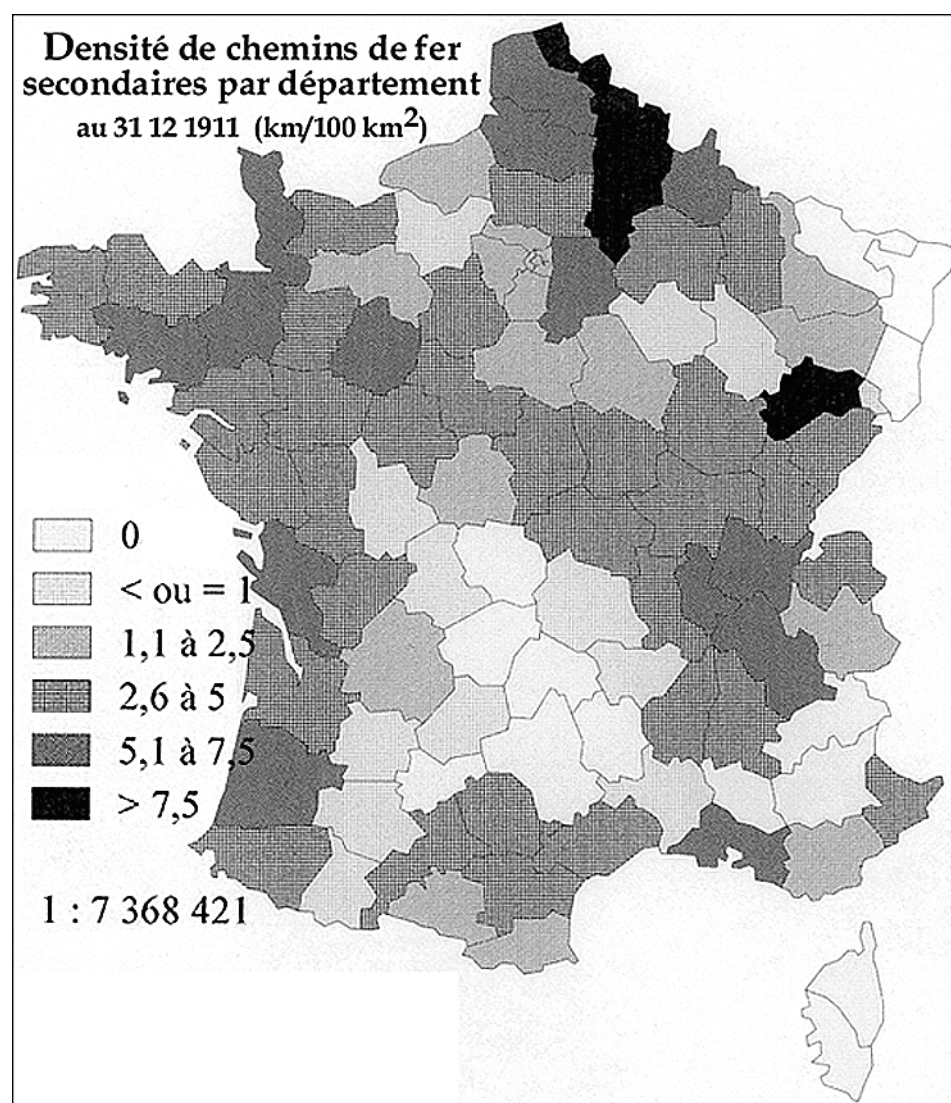 Densité de chemins de fer
secondaires par département
au 31 12 1911 (km/100 km²)
0
< ou = 1
1,1 à 2,5
2,6 à 5
5,1 à 7,5
> 7,5
1 : 7 368 421